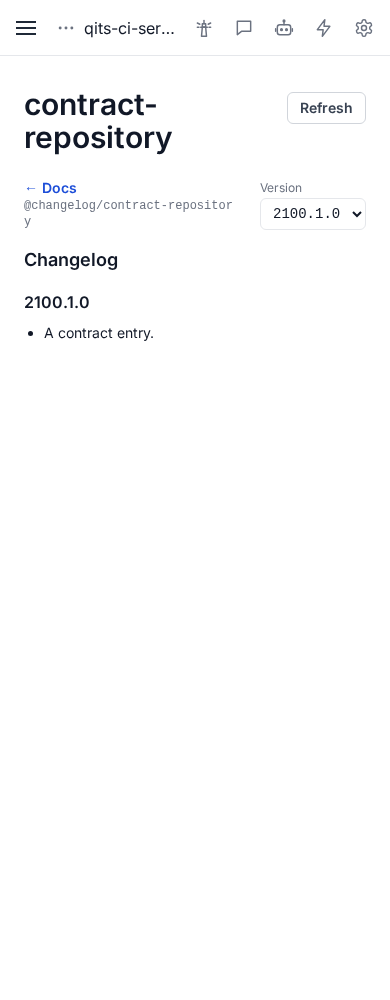 qits-ci-ser...
contract-
repository
Refresh
← Docs
@changelog/contract-repositor
y
Version
2100.1.0
Changelog
2100.1.0
• A contract entry.